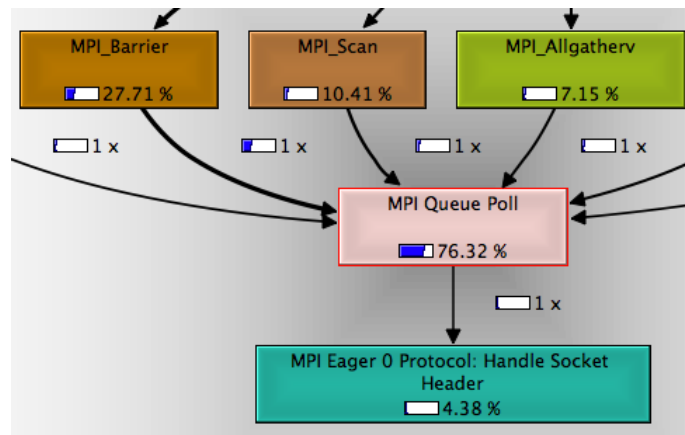 MPI_Barrier
27.71 %
MPI_Scan
10.41 %
MPI_Allgatherv
7.15 %
1 x
1 x
1 x
1 x
MPI Queue Poll
76.32 %
1 x
MPI Eager 0 Protocol: Handle Socket
Header
4.38 %